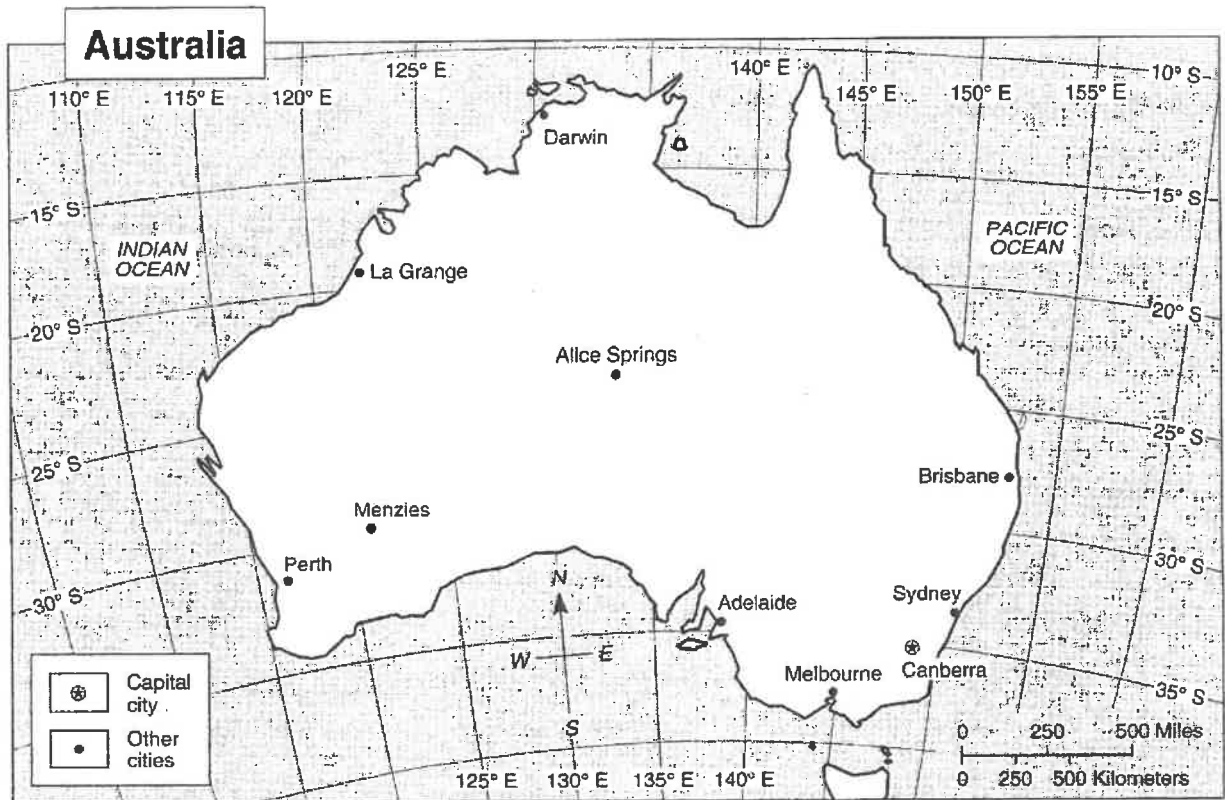 Australia
110° E
115° E
120° E
125° E
140° E
145° E
150° E
155° E
10° S
Darwin
15° S
15° S
INDIAN
OCEAN
PACIFIC
OCEAN
La Grange
20° S
20° S
Alice Springs
25° S
25° S
Brisbane
Menzies
Perth
30° S
30° S
N
Adelaide
Sydney
W
E
Canberra
Melbourne
35° S
Capital
city
S
Other
cities
0 250 500 Miles
0 250 500 Kilometers
125° E
130° E
135° E
140° E